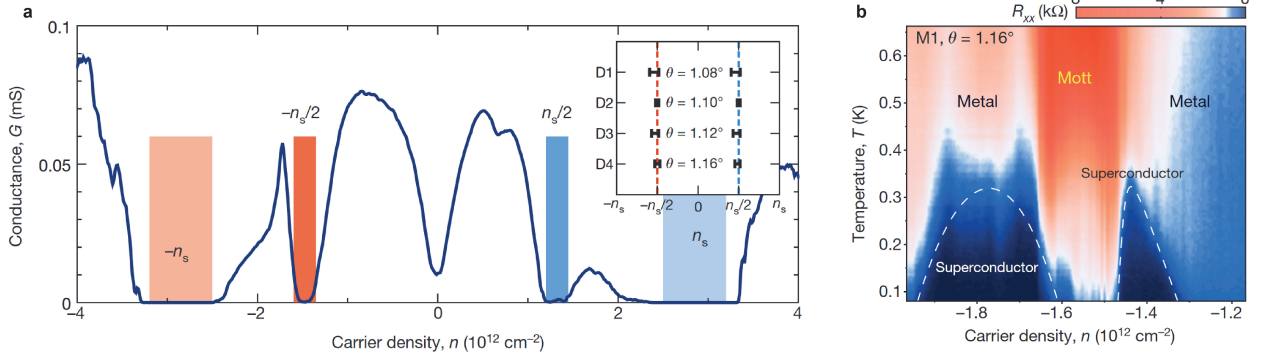 a
Conductance, G (mS)
0.1
0.05
0
−4
−2
0
2
4
Carrier density, n (10¹² cm⁻²)
−nₛ
−nₛ/2
nₛ/2
nₛ
D1
θ = 1.08°
D2
θ = 1.10°
D3
θ = 1.12°
D4
θ = 1.16°
−nₛ
−nₛ/2
0
nₛ/2
nₛ
b
Rₓₓ (kΩ)
M1, θ = 1.16°
Mott
Metal
Metal
Superconductor
Superconductor
Temperature, T (K)
0.6
0.5
0.4
0.3
0.2
0.1
−1.8
−1.6
−1.4
−1.2
Carrier density, n (10¹² cm⁻²)